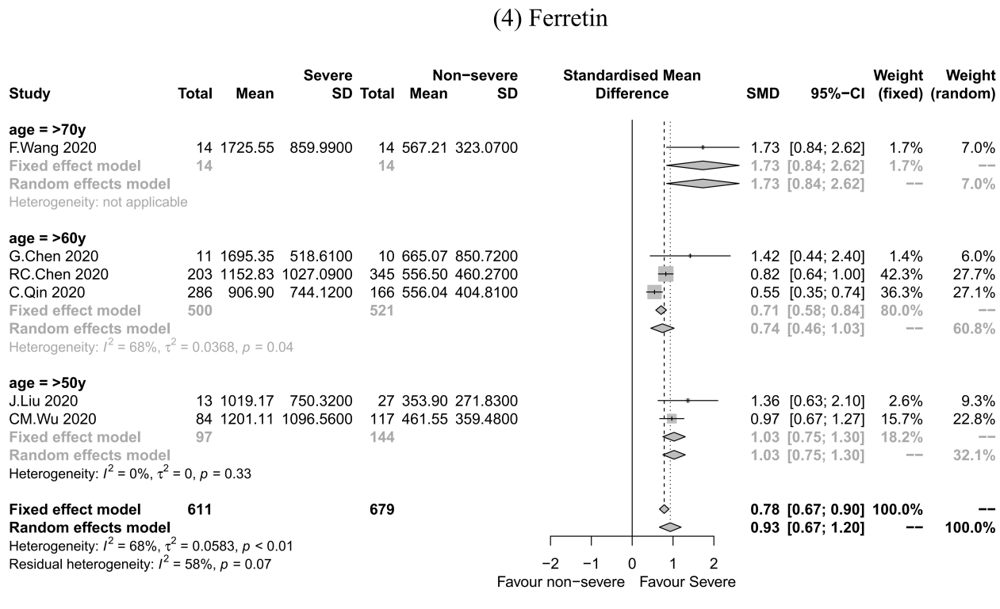 (4) Ferretin
Severe Non−severe Standardised Mean Weight Weight
Study Total Mean SD Total Mean SD Difference SMD 95%−CI (fixed) (random)
age = >70y
F.Wang 2020 14 1725.55 859.9900 14 567.21 323.0700 1.73 [0.84; 2.62] 1.7% 7.0%
Fixed effect model 14 14 1.73 [0.84; 2.62] 1.7% −−
Random effects model 1.73 [0.84; 2.62] −− 7.0%
Heterogeneity: not applicable
age = >60y
G.Chen 2020 11 1695.35 518.6100 10 665.07 850.7200 1.42 [0.44; 2.40] 1.4% 6.0%
RC.Chen 2020 203 1152.83 1027.0900 345 556.50 460.2700 0.82 [0.64; 1.00] 42.3% 27.7%
C.Qin 2020 286 906.90 744.1200 166 556.04 404.8100 0.55 [0.35; 0.74] 36.3% 27.1%
Fixed effect model 500 521 0.71 [0.58; 0.84] 80.0% −−
Random effects model 0.74 [0.46; 1.03] −− 60.8%
Heterogeneity: I² = 68%, τ² = 0.0368, p = 0.04
age = >50y
J.Liu 2020 13 1019.17 750.3200 27 353.90 271.8300 1.36 [0.63; 2.10] 2.6% 9.3%
CM.Wu 2020 84 1201.11 1096.5600 117 461.55 359.4800 0.97 [0.67; 1.27] 15.7% 22.8%
Fixed effect model 97 144 1.03 [0.75; 1.30] 18.2% −−
Random effects model 1.03 [0.75; 1.30] −− 32.1%
Heterogeneity: I² = 0%, τ² = 0, p = 0.33
Fixed effect model 611 679 0.78 [0.67; 0.90] 100.0% −−
Random effects model 0.93 [0.67; 1.20] −− 100.0%
Heterogeneity: I² = 68%, τ² = 0.0583, p < 0.01
Residual heterogeneity: I² = 58%, p = 0.07
−2 −1 0 1 2
Favour non−severe Favour Severe